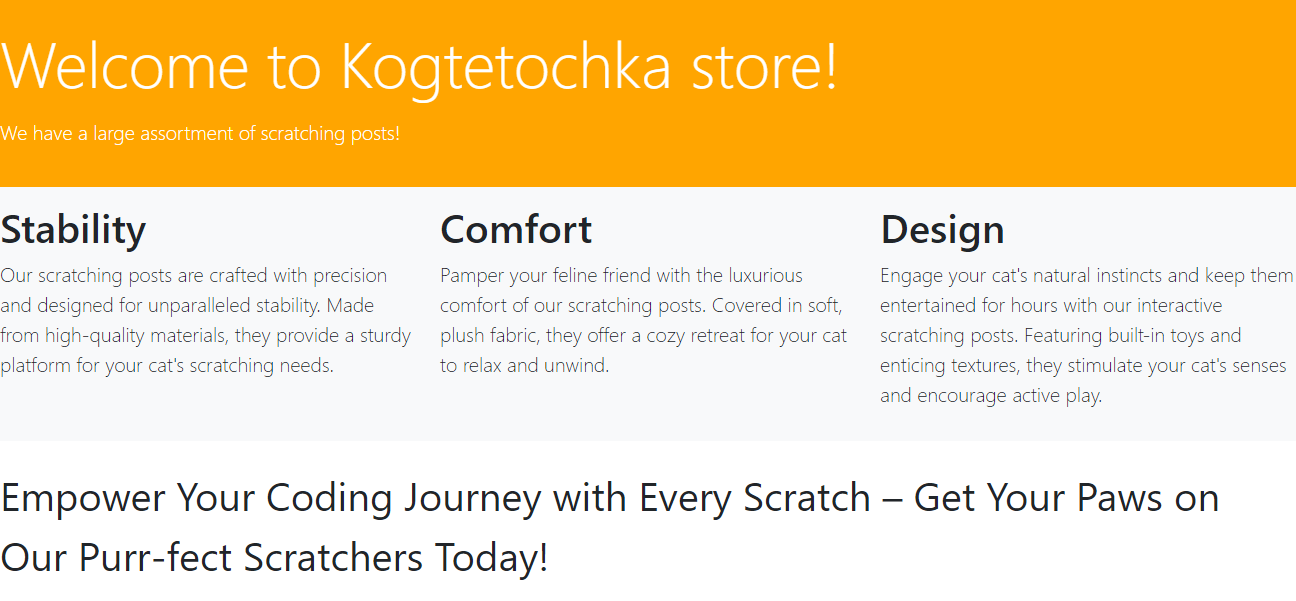 Welcome to Kogtetochka store!
We have a large assortment of scratching posts!
Stability
Our scratching posts are crafted with precision
and designed for unparalleled stability. Made
from high-quality materials, they provide a sturdy
platform for your cat's scratching needs.
Comfort
Pamper your feline friend with the luxurious
comfort of our scratching posts. Covered in soft,
plush fabric, they offer a cozy retreat for your cat
to relax and unwind.
Design
Engage your cat's natural instincts and keep them
entertained for hours with our interactive
scratching posts. Featuring built-in toys and
enticing textures, they stimulate your cat's senses
and encourage active play.
Empower Your Coding Journey with Every Scratch – Get Your Paws on
Our Purr-fect Scratchers Today!